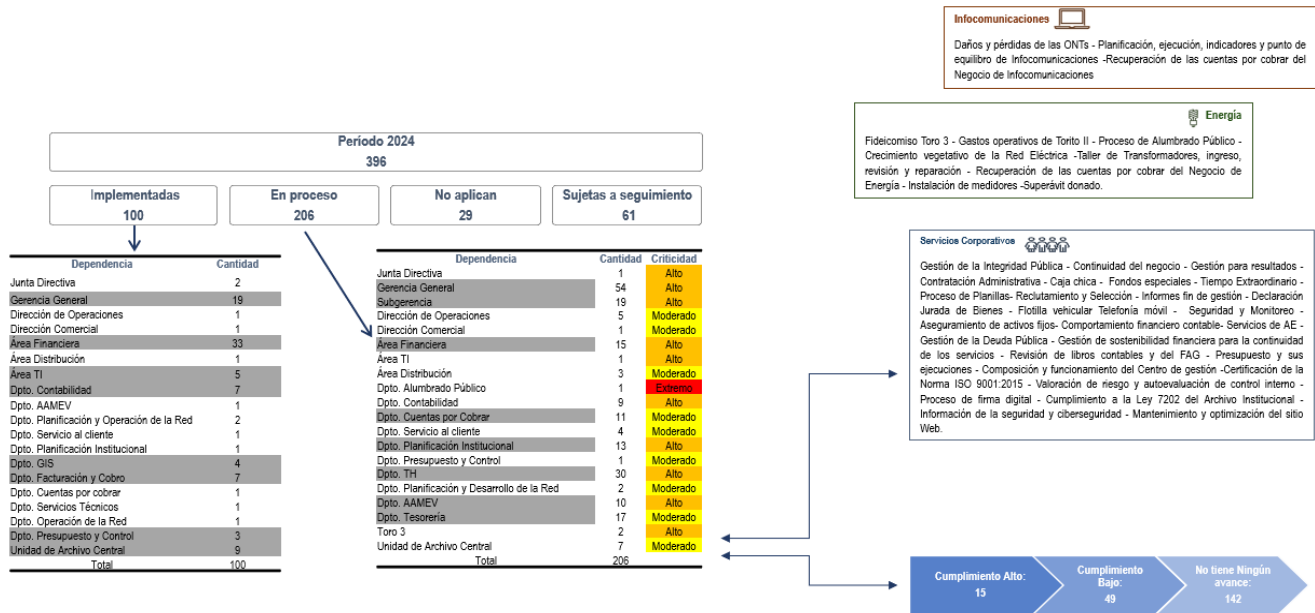 Infocomunicaciones
Daños y pérdidas de las ONTs - Planificación, ejecución, indicadores y punto de
equilibro de Infocomunicaciones -Recuperación de las cuentas por cobrar del
Negocio de Infocomunicaciones
Energía
Fideicomiso Toro 3 - Gastos operativos de Torito II - Proceso de Alumbrado Público -
Crecimiento vegetativo de la Red Eléctrica -Taller de Transformadores, ingreso,
revisión y reparación - Recuperación de las cuentas por cobrar del Negocio de
Energía - Instalación de medidores -Superávit donado.
Período 2024
396
Implementadas
100
En proceso
206
No aplican
29
Sujetas a seguimiento
61
Dependencia Cantidad
Junta Directiva 2
Gerencia General 19
Dirección de Operaciones 1
Dirección Comercial 1
Área Financiera 33
Área Distribución 1
Área TI 5
Dpto. Contabilidad 7
Dpto. AAMEV 1
Dpto. Planificación y Operación de la Red 2
Dpto. Servicio al cliente 1
Dpto. Planificación Institucional 1
Dpto. GIS 4
Dpto. Facturación y Cobro 7
Dpto. Cuentas por cobrar 1
Dpto. Servicios Técnicos 1
Dpto. Operación de la Red 1
Dpto. Presupuesto y Control 3
Unidad de Archivo Central 9
Total 100
Dependencia Cantidad Criticidad
Junta Directiva 1 Alto
Gerencia General 54 Alto
Subgerencia 19 Alto
Dirección de Operaciones 5 Moderado
Dirección Comercial 1 Moderado
Área Financiera 15 Alto
Área TI 1 Alto
Área Distribución 3 Moderado
Dpto. Alumbrado Público 1 Extremo
Dpto. Contabilidad 9 Alto
Dpto. Cuentas por Cobrar 11 Moderado
Dpto. Servicio al cliente 4 Moderado
Dpto. Planificación Institucional 13 Alto
Dpto. Presupuesto y Control 1 Moderado
Dpto. TH 30 Alto
Dpto. Planificación y Desarrollo de la Red 2 Moderado
Dpto. AAMEV 10 Alto
Dpto. Tesorería 17 Moderado
Toro 3 2 Alto
Unidad de Archivo Central 7 Moderado
Total 206
Servicios Corporativos
Gestión de la Integridad Pública - Continuidad del negocio - Gestión para resultados -
Contratación Administrativa - Caja chica - Fondos especiales - Tiempo Extraordinario -
Proceso de Planillas- Reclutamiento y Selección - Informes fin de gestión - Declaración
Jurada de Bienes - Flotilla vehicular Telefonía móvil - Seguridad y Monitoreo -
Aseguramiento de activos fijos- Comportamiento financiero contable- Servicios de AE -
Gestión de la Deuda Pública - Gestión de sostenibilidad financiera para la continuidad
de los servicios - Revisión de libros contables y del FAG - Presupuesto y sus
ejecuciones - Composición y funcionamiento del Centro de gestión -Certificación de la
Norma ISO 9001:2015 - Valoración de riesgo y autoevaluación de control interno -
Proceso de firma digital - Cumplimiento a la Ley 7202 del Archivo Institucional -
Información de la seguridad y ciberseguridad - Mantenimiento y optimización del sitio
Web.
Cumplimiento Alto:
15
Cumplimiento
Bajo:
49
No tiene Ningún
avance:
142